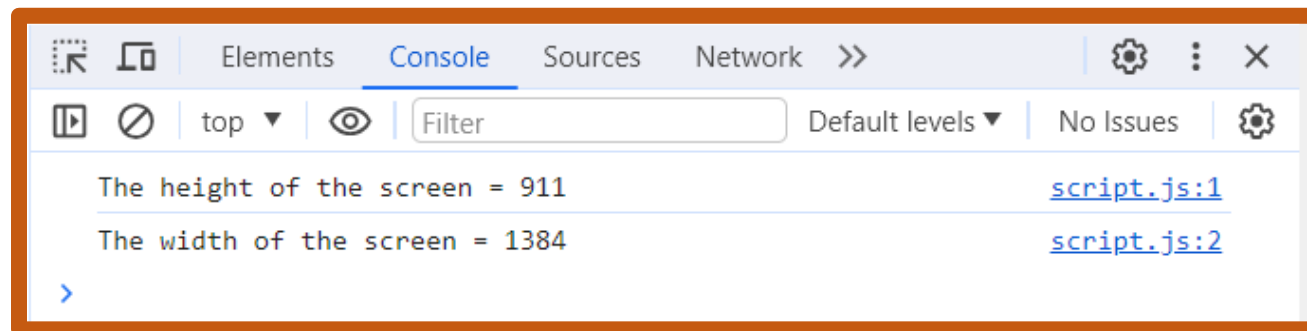 Elements Console Sources Network
top Filter Default levels No Issues
The height of the screen = 911 script.js:1
The width of the screen = 1384 script.js:2